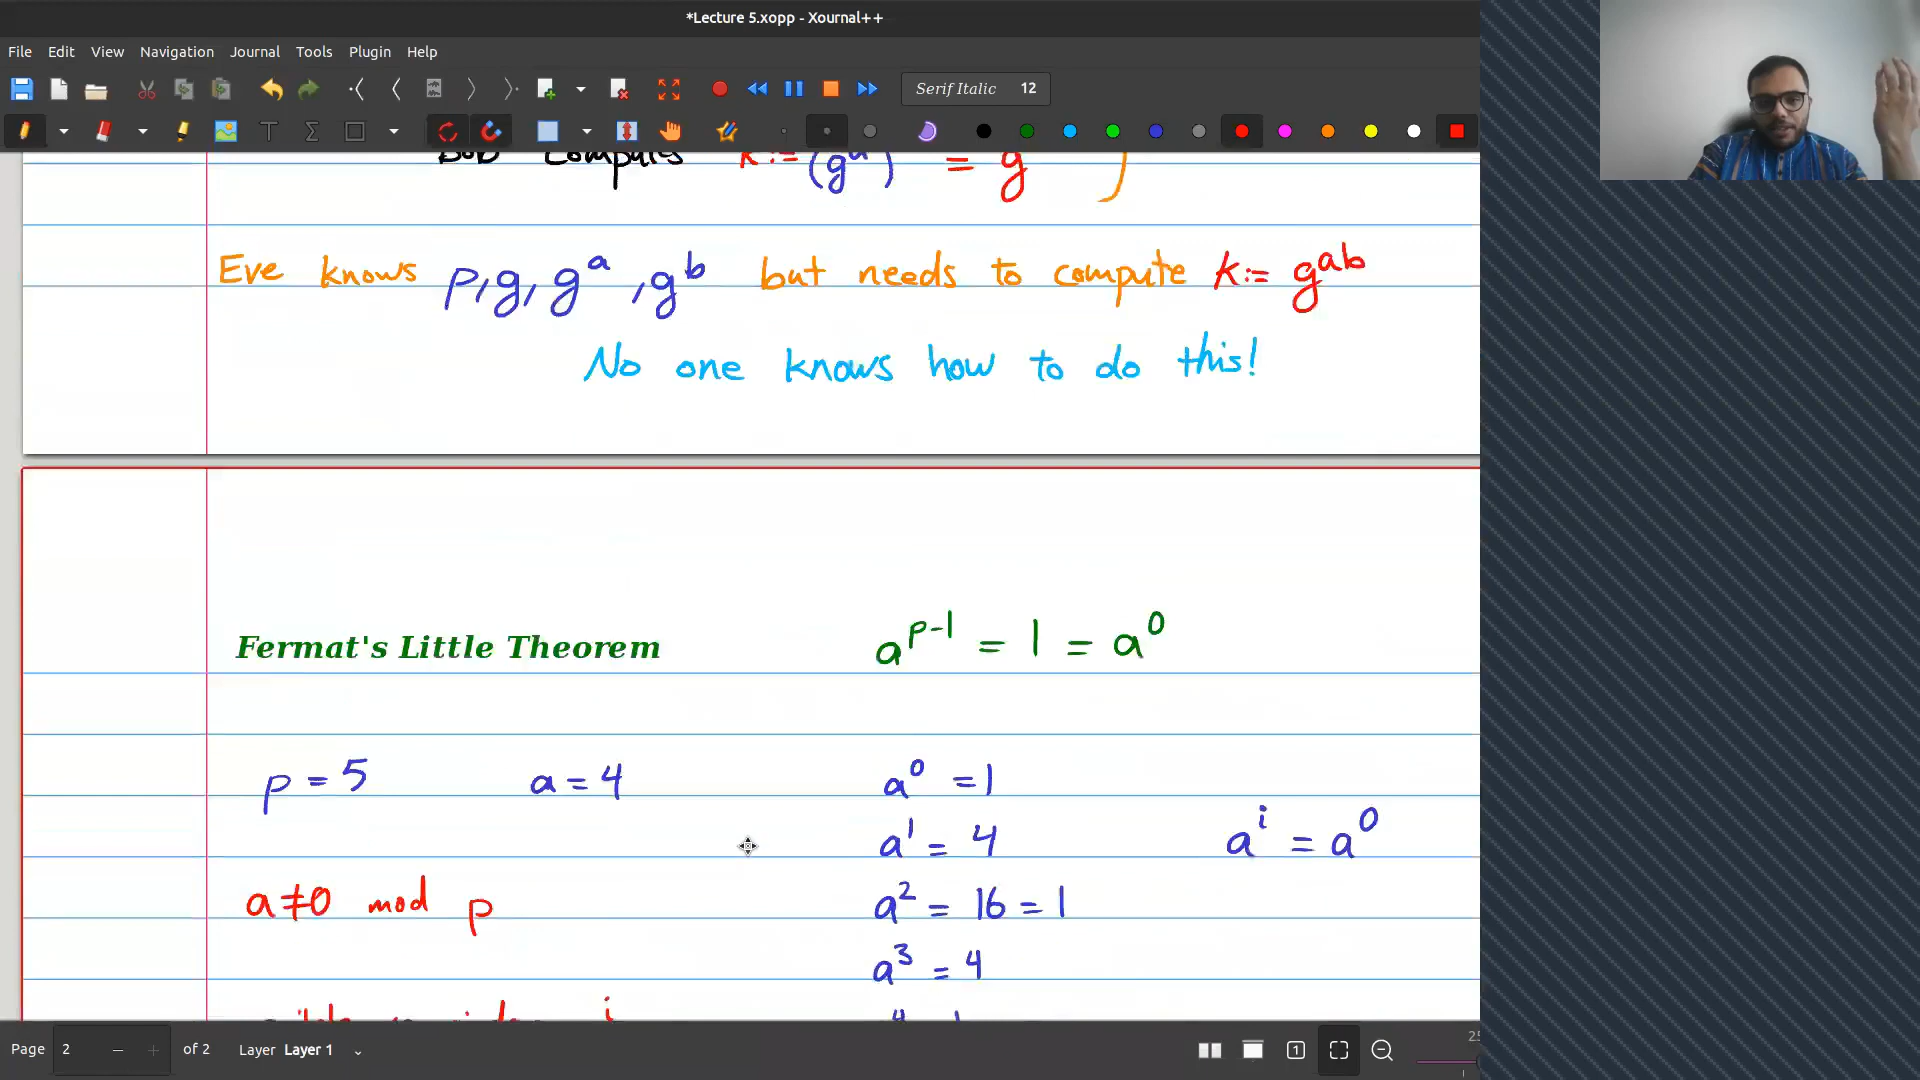 *Lecture 5.xopp - Xournal++
File Edit View Navigation Journal Tools Plugin Help
Serif Italic 12
Bob computes k := (g^a) = g
Eve knows p, g, g^a, g^b but needs to compute k := g^ab
No one knows how to do this!
Fermat's Little Theorem a^p-1 = 1 = a^0
p = 5 a = 4 a^0 = 1
a^1 = 4 a^i = a^0
a ≠ 0 mod p a^2 = 16 = 1
a^3 = 4
Page 2 of 2 Layer Layer 1